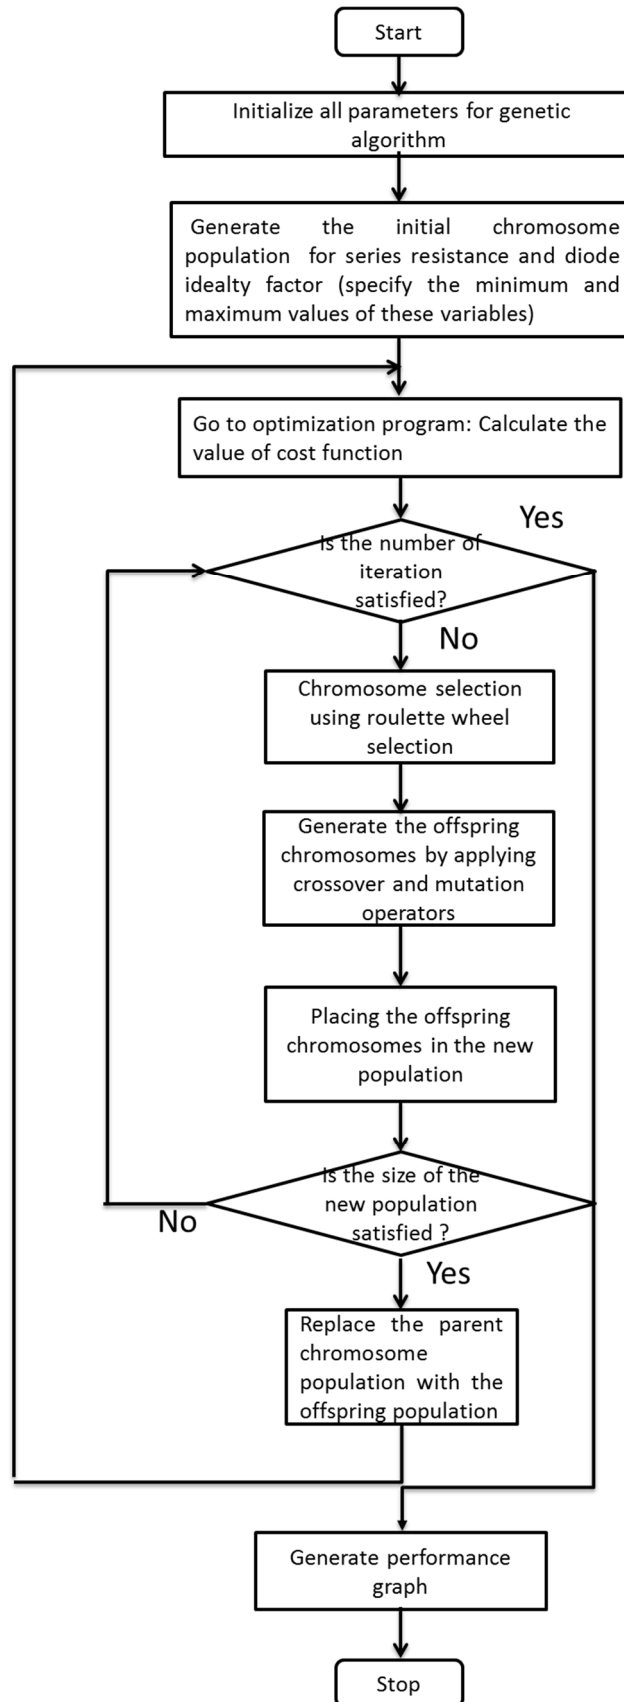 Start
Initialize all parameters for genetic
algorithm
Generate the initial chromosome
population for series resistance and diode
idealty factor (specify the minimum and
maximum values of these variables)
Go to optimization program: Calculate the
value of cost function
Yes
Is the number of
iteration
satisfied?
No
Chromosome selection
using roulette wheel
selection
Generate the offspring
chromosomes by applying
crossover and mutation
operators
Placing the offspring
chromosomes in the new
population
Is the size of the
new population
satisfied ?
No
Yes
Replace the parent
chromosome
population with the
offspring population
Generate performance
graph
Stop